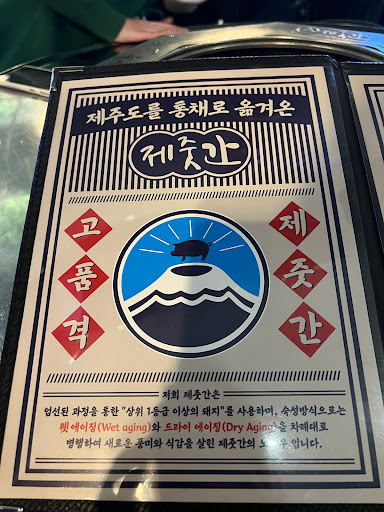 제주도를 통채로 옮겨온
제줏간
고품격
제줏간
저희 제줏간은
엄선된 과정을 통한 "상위 1등급 이상의 돼지"를 사용하며, 숙성방식으로는
웻 에이징(Wet aging)와 드라이 에이징(Dry Aging)을 차례대로
병행하여 새로운 풍미와 식감을 살린 제줏간의 입니다.